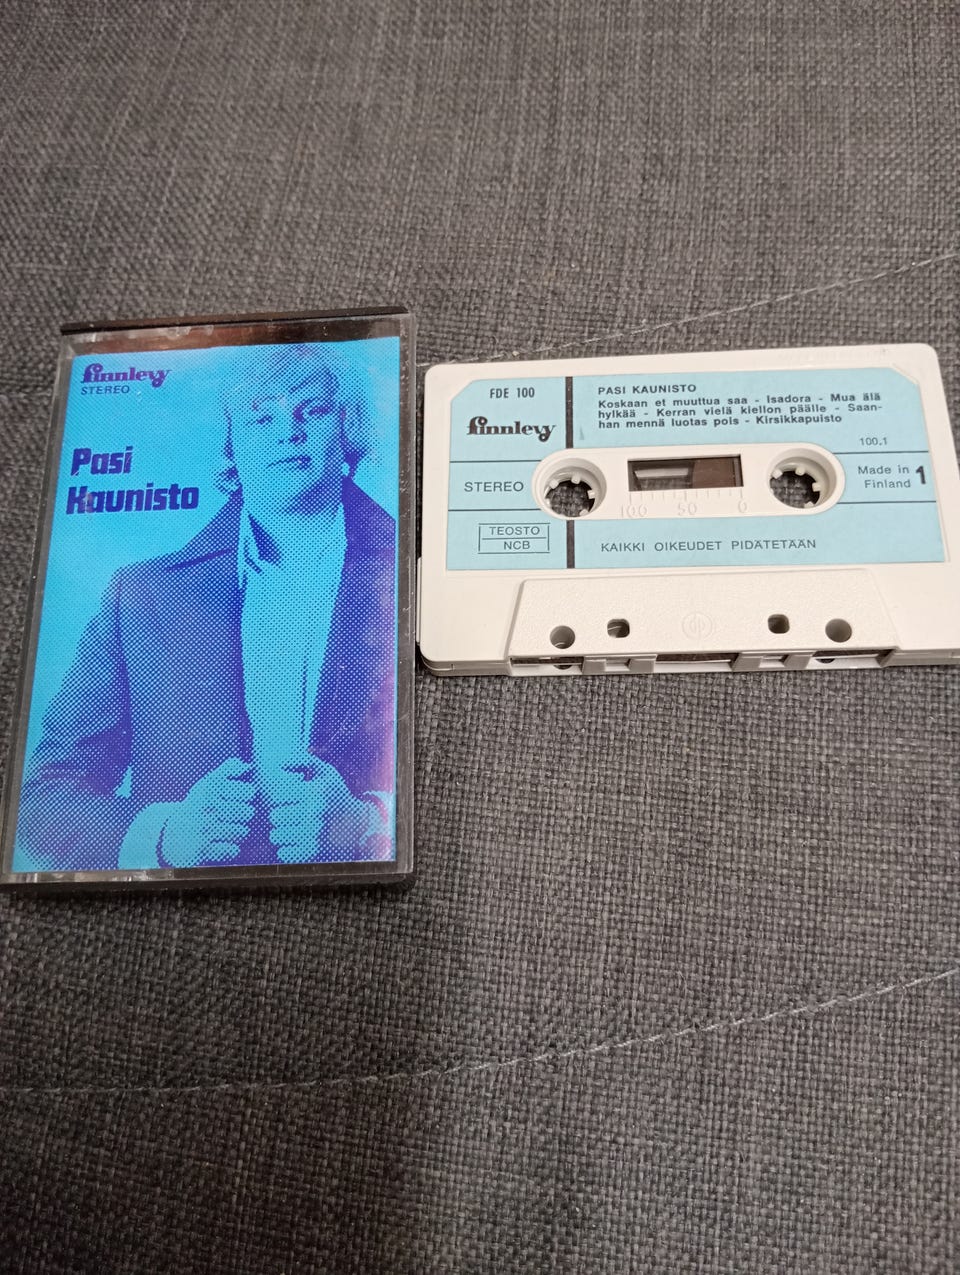 finnlevy
STEREO
Pasi
Kaunisto
FDE 100
finnlevy
PASI KAUNISTO
Koskaan et muuttua saa - Isadora - Mua älä
hylkää - Kerran vielä kiellon päälle - Saan-
han mennä luotas pois - Kirsikkapuisto
100.1
STEREO
Made in
Finland 1
100 50 0
TEOSTO
NCB
KAIKKI OIKEUDET PIDÄTETÄÄN